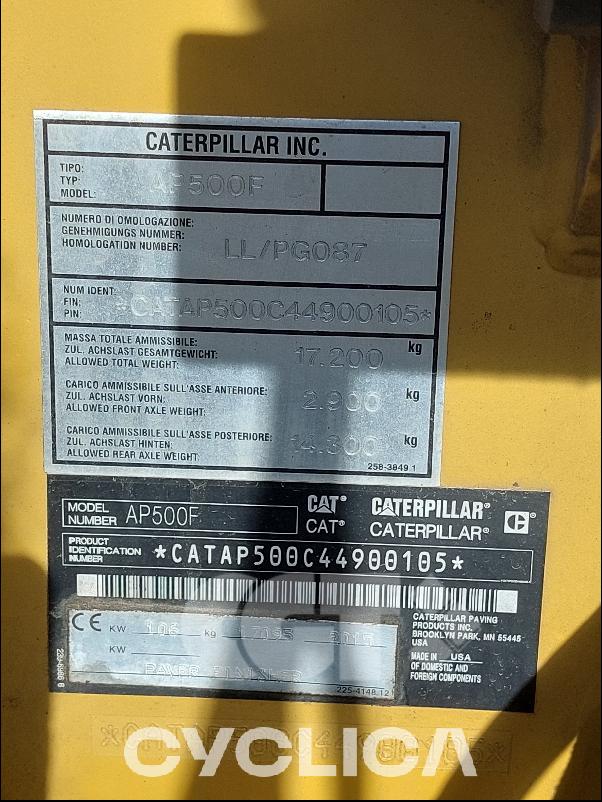 CATERPILLAR INC.
TIPO:
TYP:
MODEL:
AP500F
NUMERO DI OMOLOGAZIONE:
GENEHMIGUNGS NUMMER:
HOMOLOGATION NUMBER:
LL/PG087
NUM IDENT:
FIN:
PIN:
*CATAP500C44900105*
MASSA TOTALE AMMISSIBILE:
ZUL. ACHSLAST GESAMTGEWICHT:
ALLOWED TOTAL WEIGHT:
17.200 kg
CARICO AMMISSIBILE SULL'ASSE ANTERIORE:
ZUL. ACHSLAST VORN:
ALLOWED FRONT AXLE WEIGHT:
2.900 kg
CARICO AMMISSIBILE SULL'ASSE POSTERIORE:
ZUL. ACHSLAST HINTEN:
ALLOWED REAR AXLE WEIGHT:
14.300 kg
258-3849 1
MODEL NUMBER AP500F
CAT® CATERPILLAR®
CAT® CATERPILLAR®
PRODUCT
IDENTIFICATION
NUMBER
*CATAP500C44900105*
CATERPILLAR PAVING
PRODUCTS INC.
BROOKLYN PARK, MN 55445
USA
MADE IN USA
OF DOMESTIC AND
FOREIGN COMPONENTS
CE KW 106 kg 2015
KW
PAVER
225-4148 12
CYCLICA